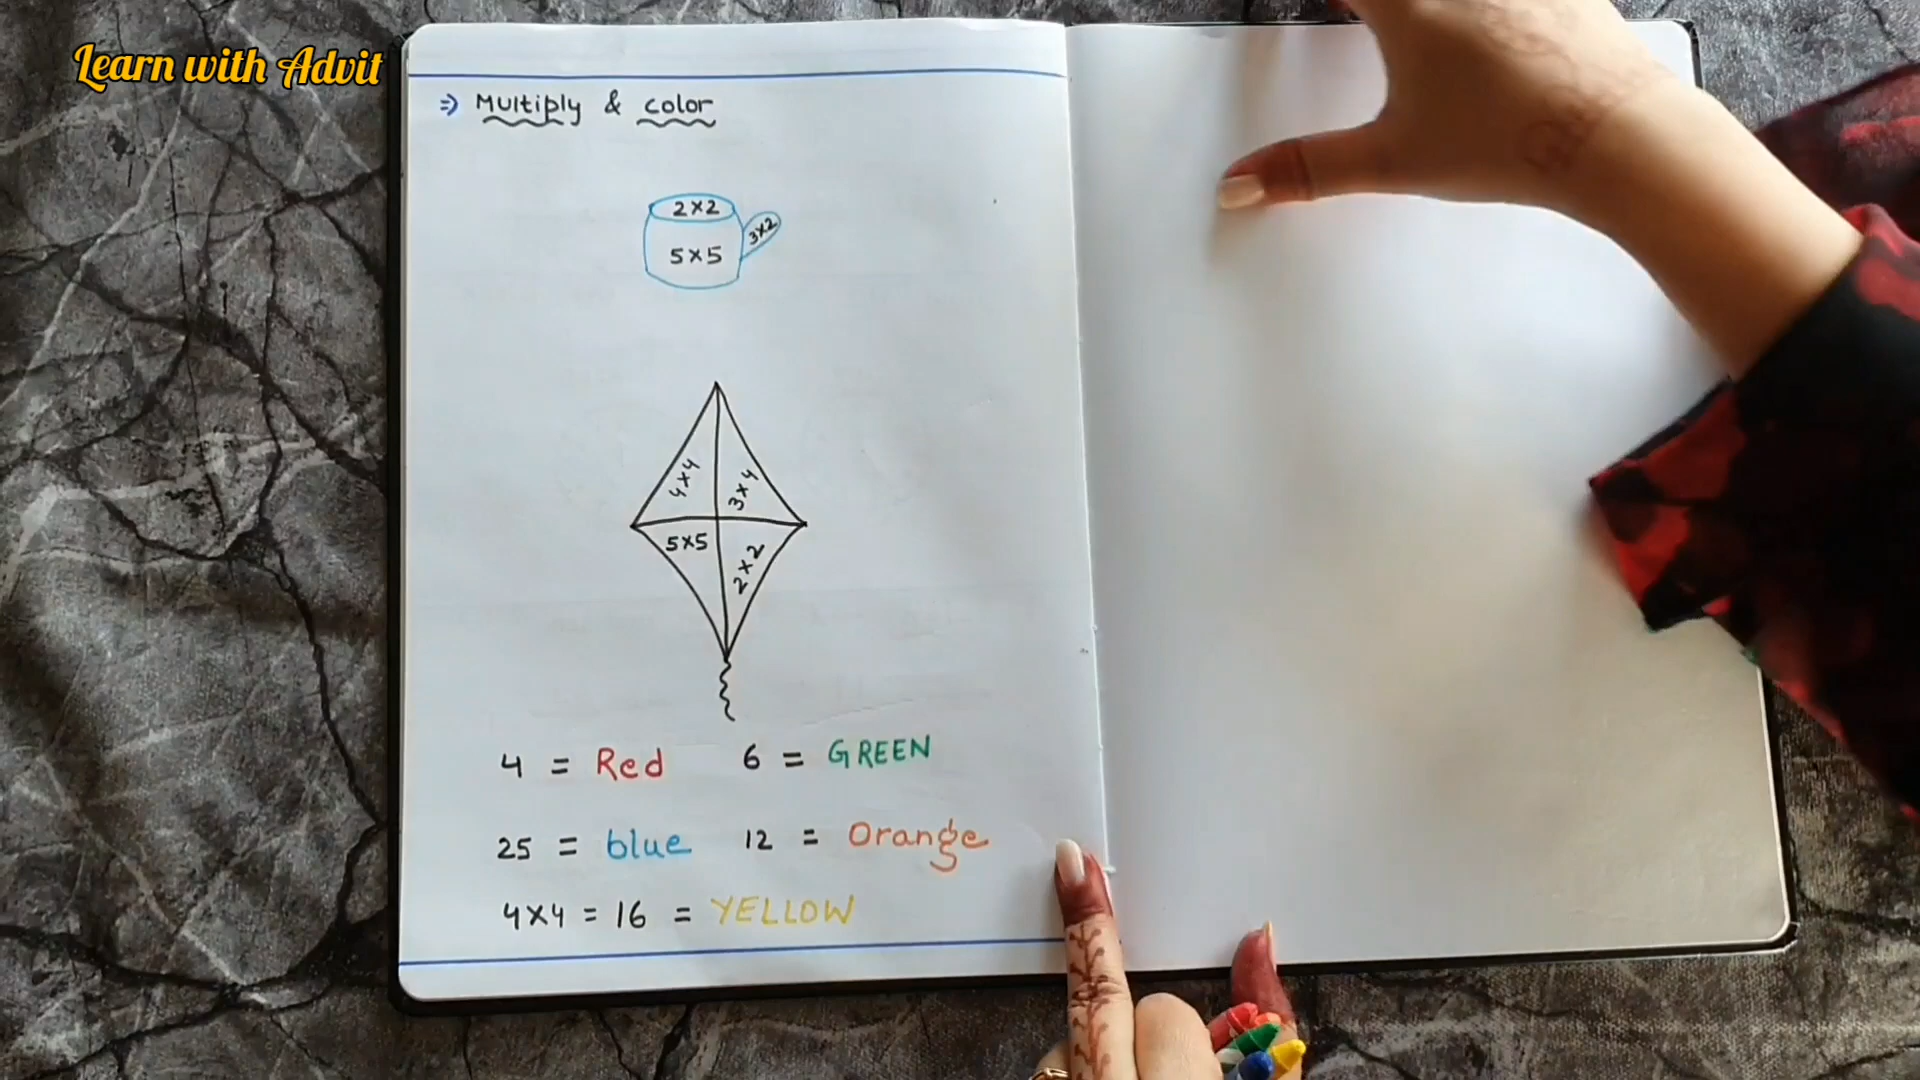 Learn with Advit
=> Multiply & color
2×2
3×2
5×5
4×4
3×4
5×5
2×2
4 = Red 6 = GREEN
25 = blue 12 = Orange
4×4 = 16 = YELLOW